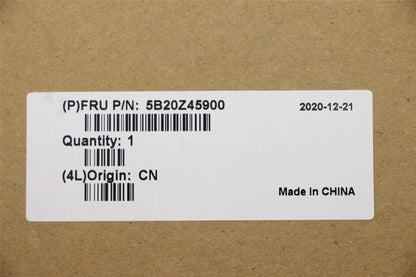 (P)FRU P/N: 5B20Z45900 2020-12-21
Quantity: 1
(4L)Origin: CN
Made in CHINA